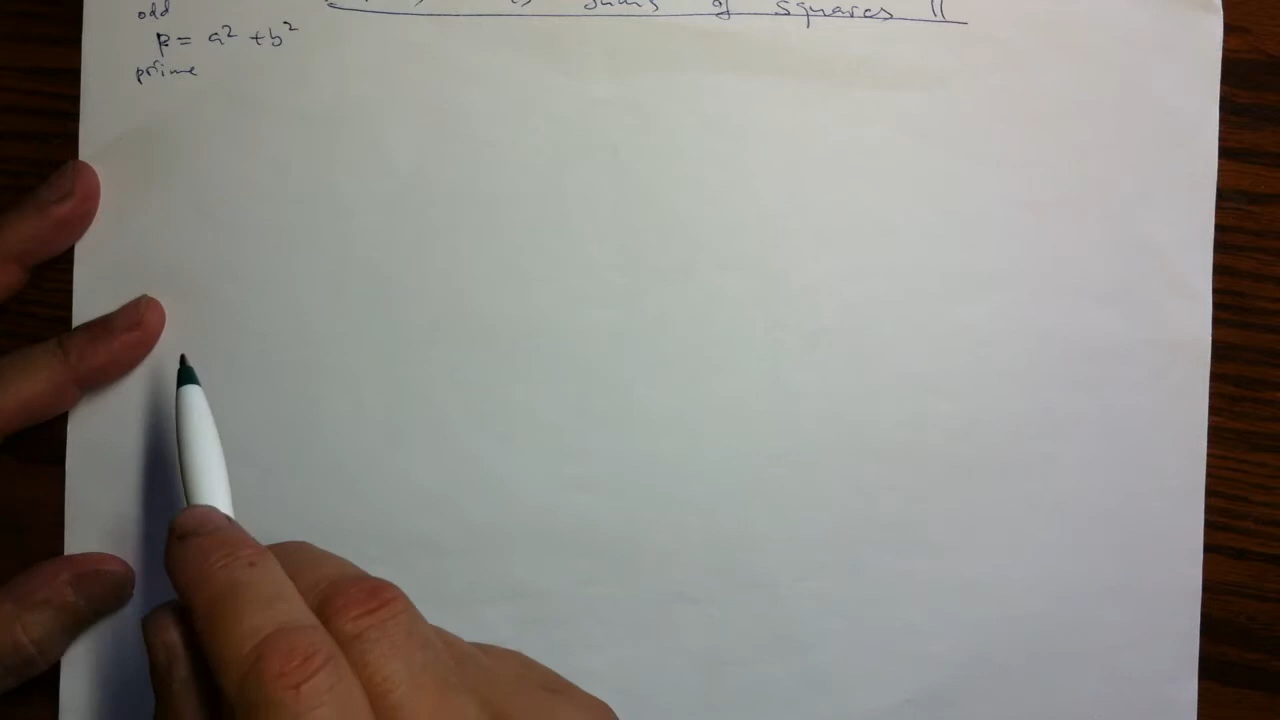 sums of squares II
odd
p = a² + b²
prime